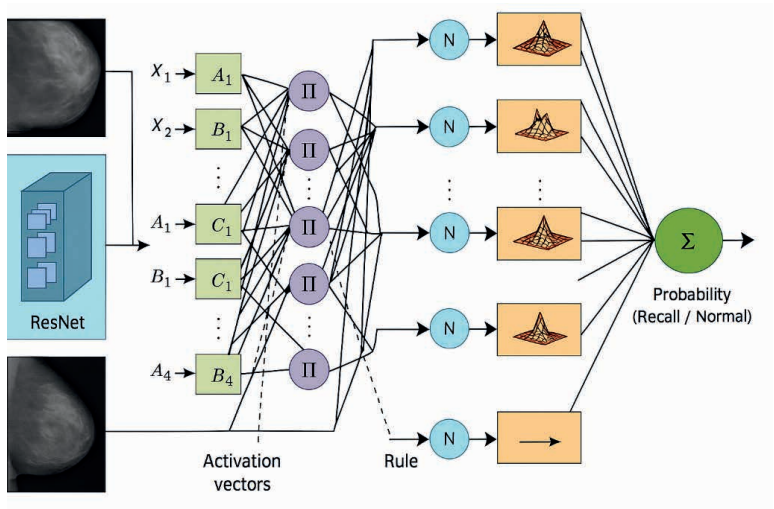 X₁ A₁
X₂ B₁
A₁ C₁
B₁ C₁
A₄ B₄
Π
Π
Π
Π
Π
N
N
N
N
N
ResNet
Σ
Probability
(Recall / Normal)
Activation
vectors
Rule